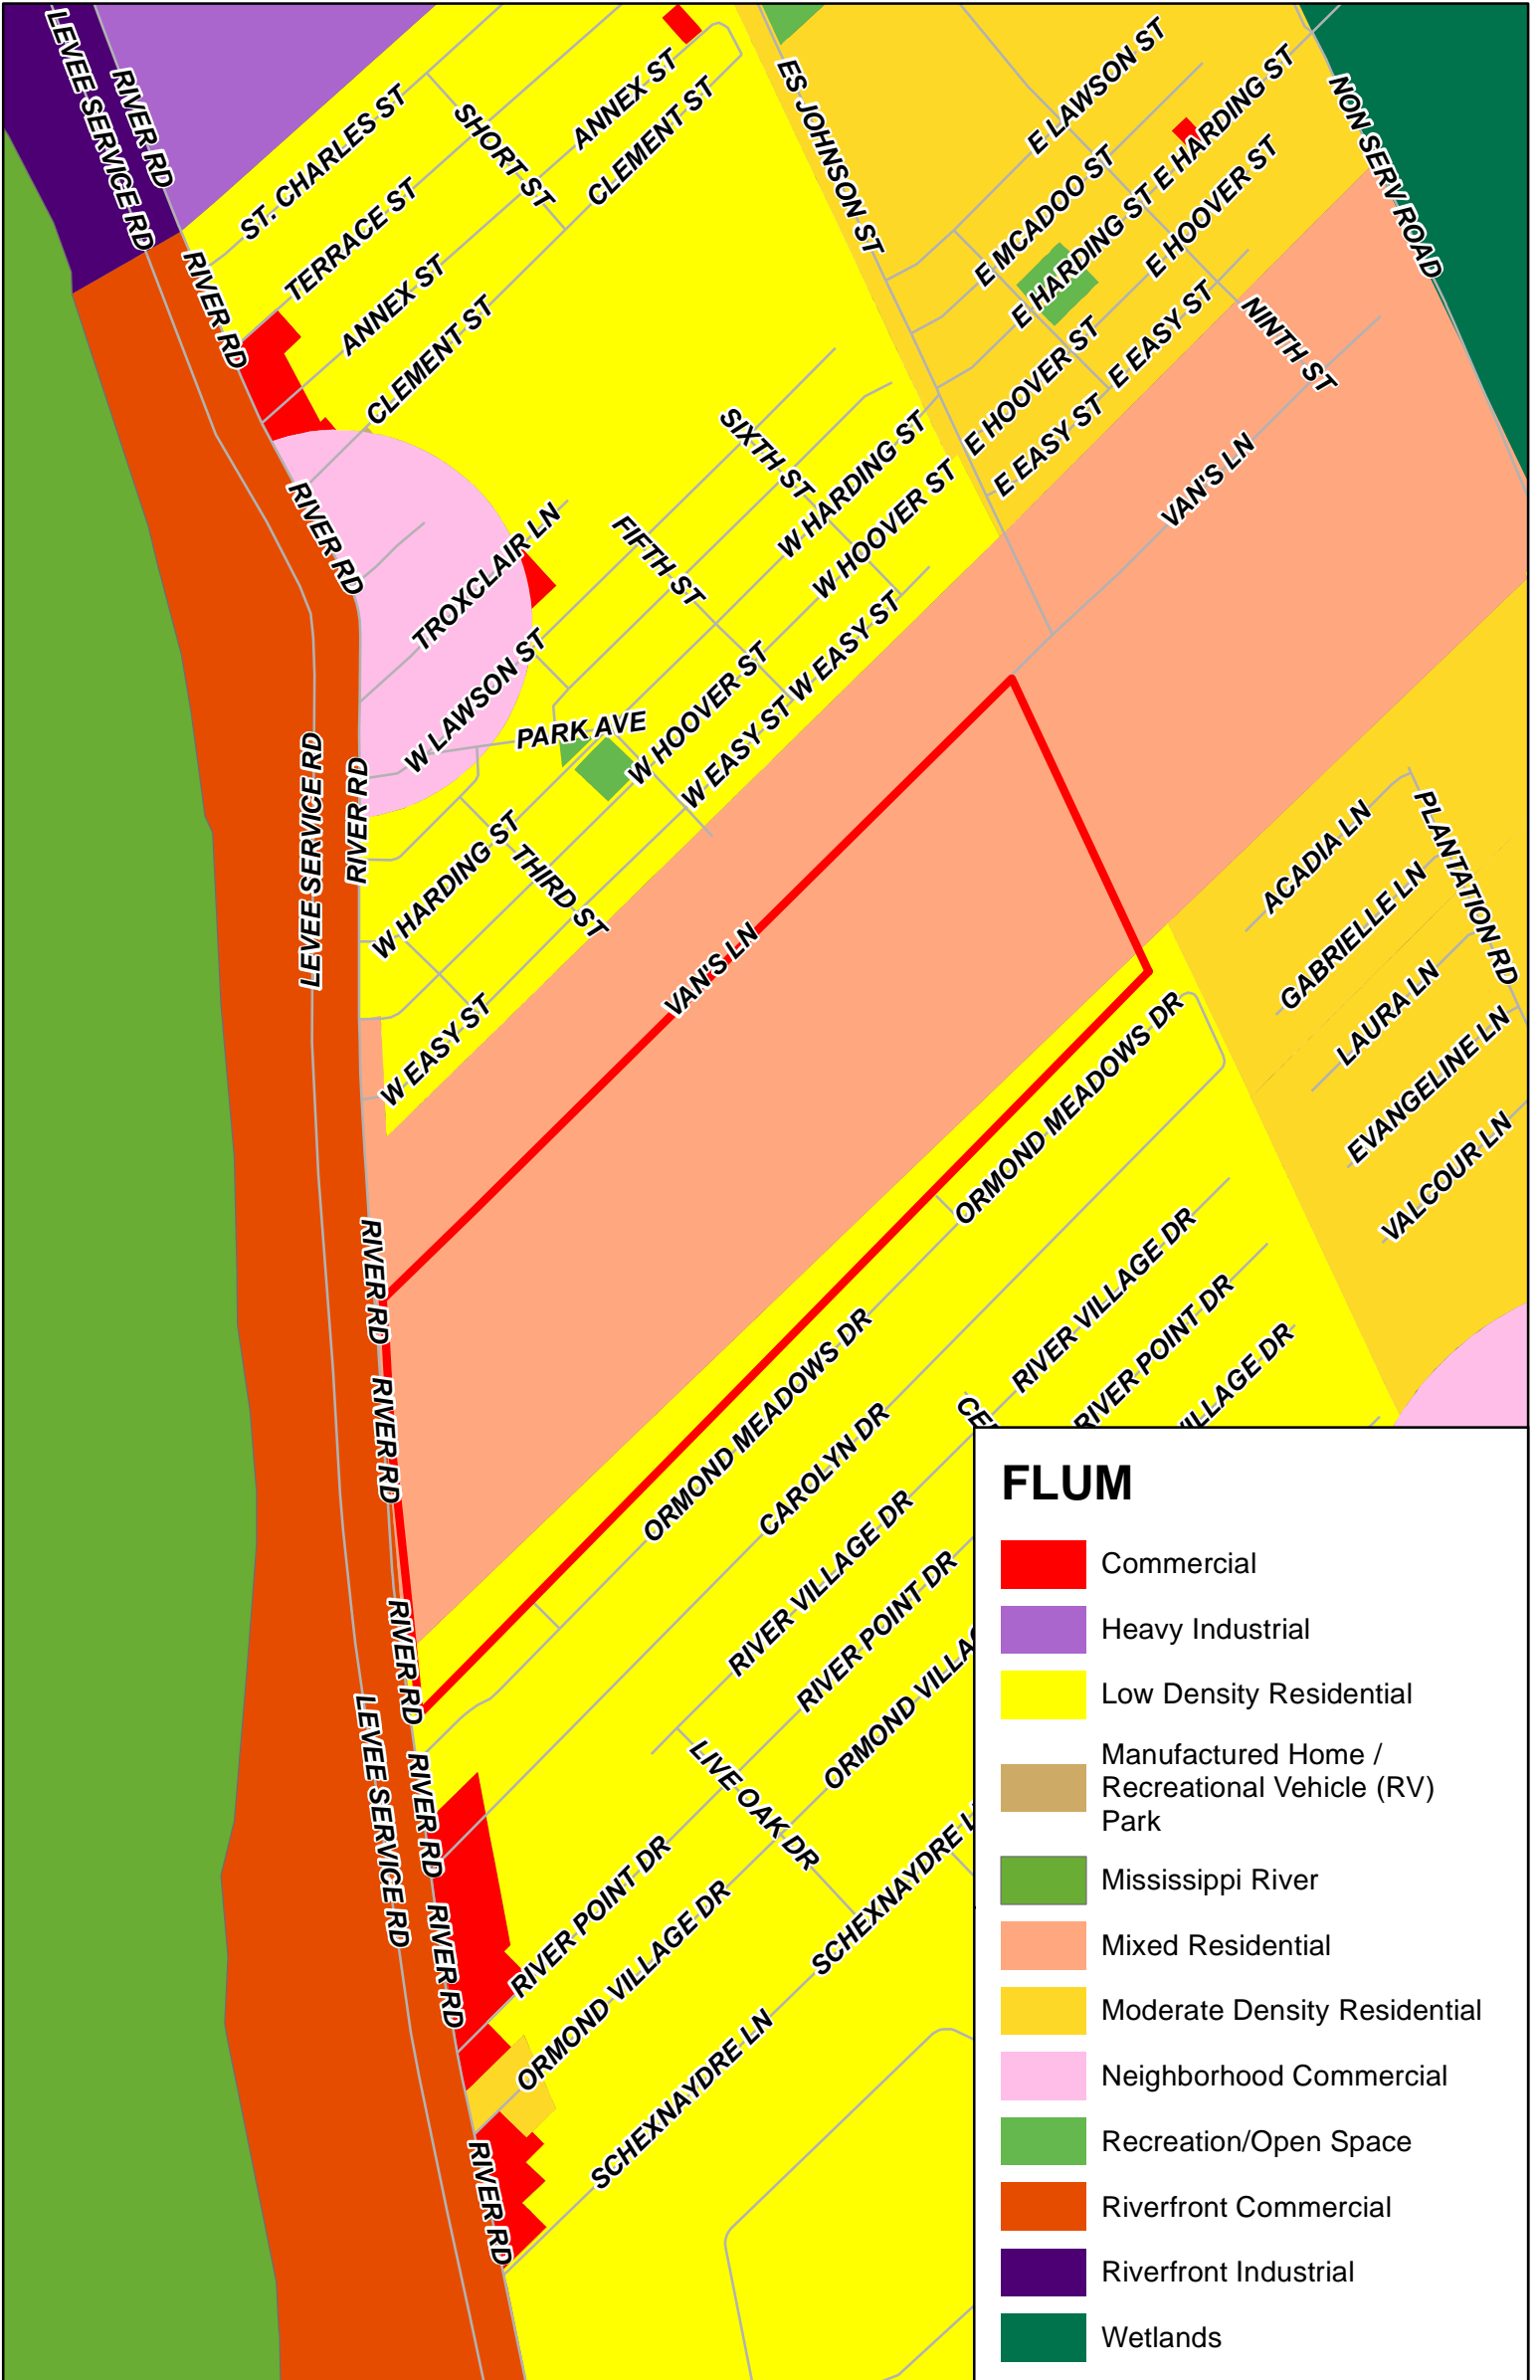 LEVEE SERVICE RD
RIVER RD
ST. CHARLES ST
SHORT ST
ANNEX ST
CLEMENT ST
ES JOHNSON ST
E LAWSON ST
NON SERV ROAD
E HARDING ST
E MCADOO ST
E HARDING ST
E HOOVER ST
TERRACE ST
RIVER RD
ANNEX ST
CLEMENT ST
E HOOVER ST
E EASY ST
NINTH ST
E EASY ST
SIXTH ST
W HARDING ST
VAN'S LN
RIVER RD
TROXCLAIR LN
FIFTH ST
W HOOVER ST
W LAWSON ST
W EASY ST
PARK AVE
W HOOVER ST
W EASY ST
LEVEE SERVICE RD
RIVER RD
W HARDING ST
THIRD ST
ACADIA LN
PLANTATION RD
GABRIELLE LN
VAN'S LN
LAURA LN
W EASY ST
ORMOND MEADOWS DR
EVANGELINE LN
VALCOUR LN
RIVER RD
RIVER VILLAGE DR
RIVER POINT DR
ILLAGE DR
ORMOND MEADOWS DR
RIVER RD
CAROLYN DR
CE
RIVER VILLAGE DR
RIVER POINT DR
RIVER RD
ORMOND VILLAG
LEVEE SERVICE RD
RIVER RD
LIVE OAK DR
SCHEXNAYDRE L
RIVER POINT DR
RIVER RD
ORMOND VILLAGE DR
SCHEXNAYDRE LN
RIVER RD
FLUM
Commercial
Heavy Industrial
Low Density Residential
Manufactured Home /
Recreational Vehicle (RV)
Park
Mississippi River
Mixed Residential
Moderate Density Residential
Neighborhood Commercial
Recreation/Open Space
Riverfront Commercial
Riverfront Industrial
Wetlands